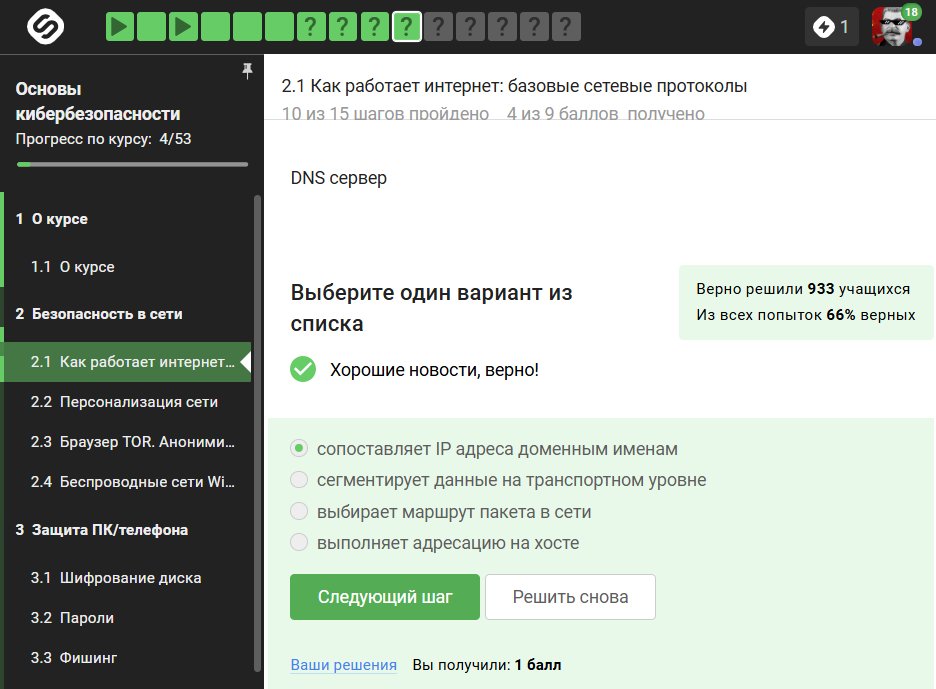 ? ? ? ? ? ? ? ? ?
1
18
Основы
кибербезопасности
Прогресс по курсу: 4/53
1 О курсе
1.1 О курсе
2 Безопасность в сети
2.1 Как работает интернет...
2.2 Персонализация сети
2.3 Браузер TOR. Аноними...
2.4 Беспроводные сети Wi...
3 Защита ПК/телефона
3.1 Шифрование диска
3.2 Пароли
3.3 Фишинг
2.1 Как работает интернет: базовые сетевые протоколы
10 из 15 шагов пройдено 4 из 9 баллов получено
DNS сервер
Выберите один вариант из
списка
Верно решили 933 учащихся
Из всех попыток 66% верных
Хорошие новости, верно!
сопоставляет IP адреса доменным именам
сегментирует данные на транспортном уровне
выбирает маршрут пакета в сети
выполняет адресацию на хосте
Следующий шаг
Решить снова
Ваши решения Вы получили: 1 балл